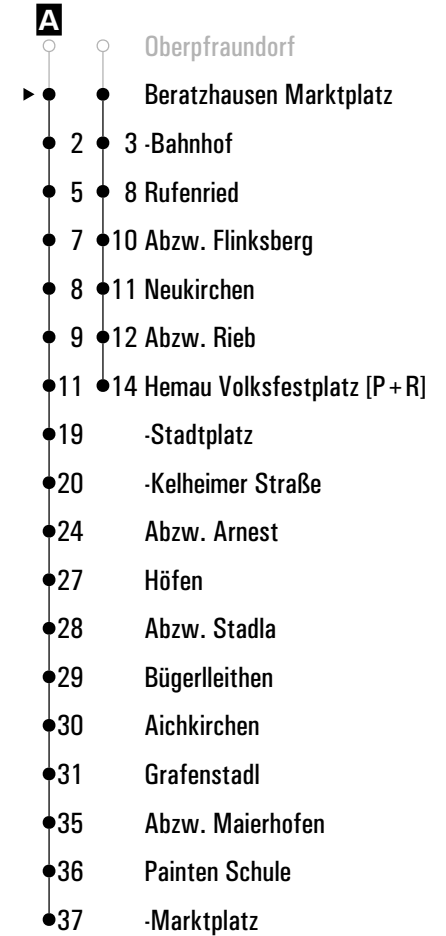 A
Oberpfraundorf
Beratzhausen Marktplatz
2 3 -Bahnhof
5 8 Rufenried
7 10 Abzw. Flinksberg
8 11 Neukirchen
9 12 Abzw. Rieb
11 14 Hemau Volksfestplatz [P+R]
19 -Stadtplatz
20 -Kelheimer Straße
24 Abzw. Arnest
27 Höfen
28 Abzw. Stadla
29 Bügerlleithen
30 Aichkirchen
31 Grafenstadl
35 Abzw. Maierhofen
36 Painten Schule
37 -Marktplatz